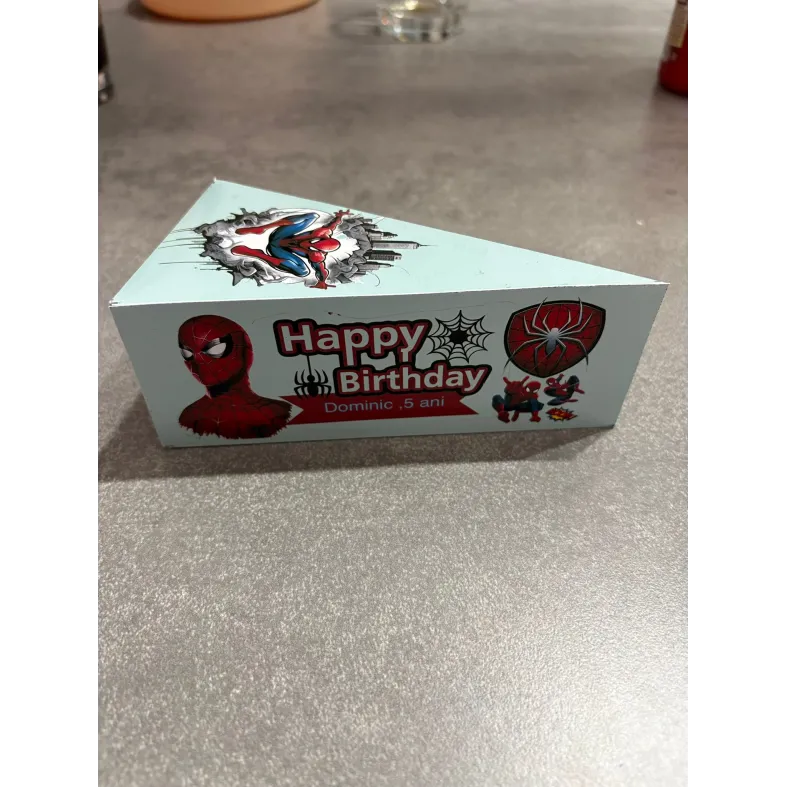 Happy
Birthday
Dominic ,5 ani